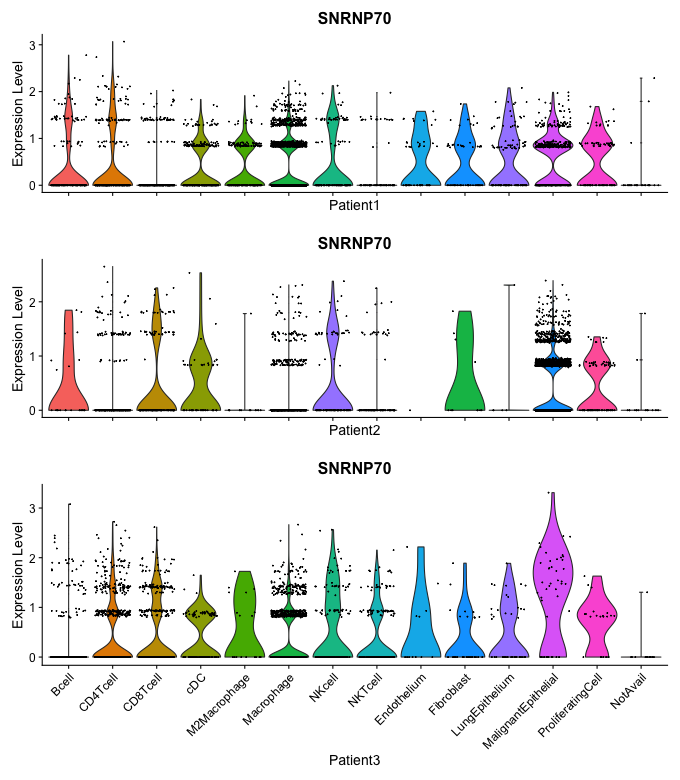 SNRNP70
Expression Level
3
2
1
0
Patient1
SNRNP70
Expression Level
2
1
0
Patient2
SNRNP70
Expression Level
3
2
1
0
Bcell
CD4Tcell
CD8Tcell
cDC
M2Macrophage
Macrophage
NKcell
NKTcell
Endothelium
Fibroblast
LungEpithelium
MalignantEpithelial
ProliferatingCell
NotAvail
Patient3